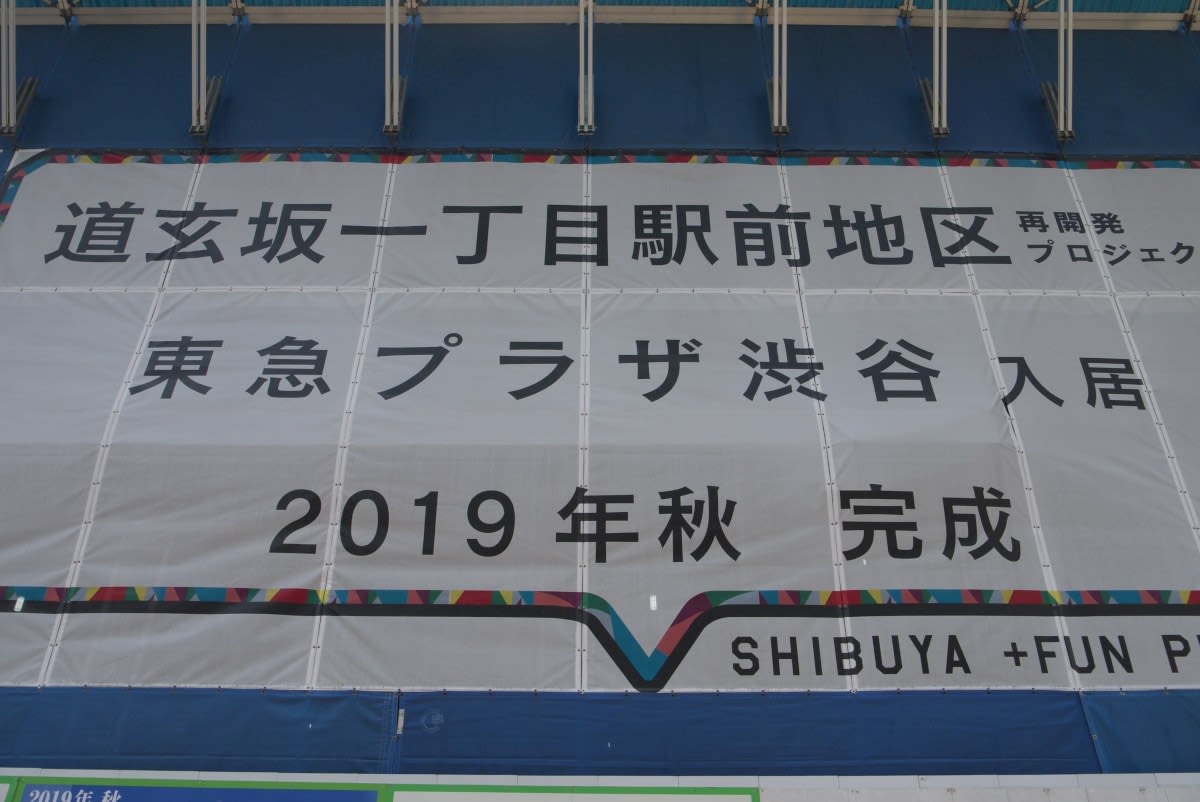 道玄坂一丁目駅前地区 再開発
プロジェク
東急プラザ渋谷 入居
2019年秋 完成
SHIBUYA +FUN P
2019年 秋